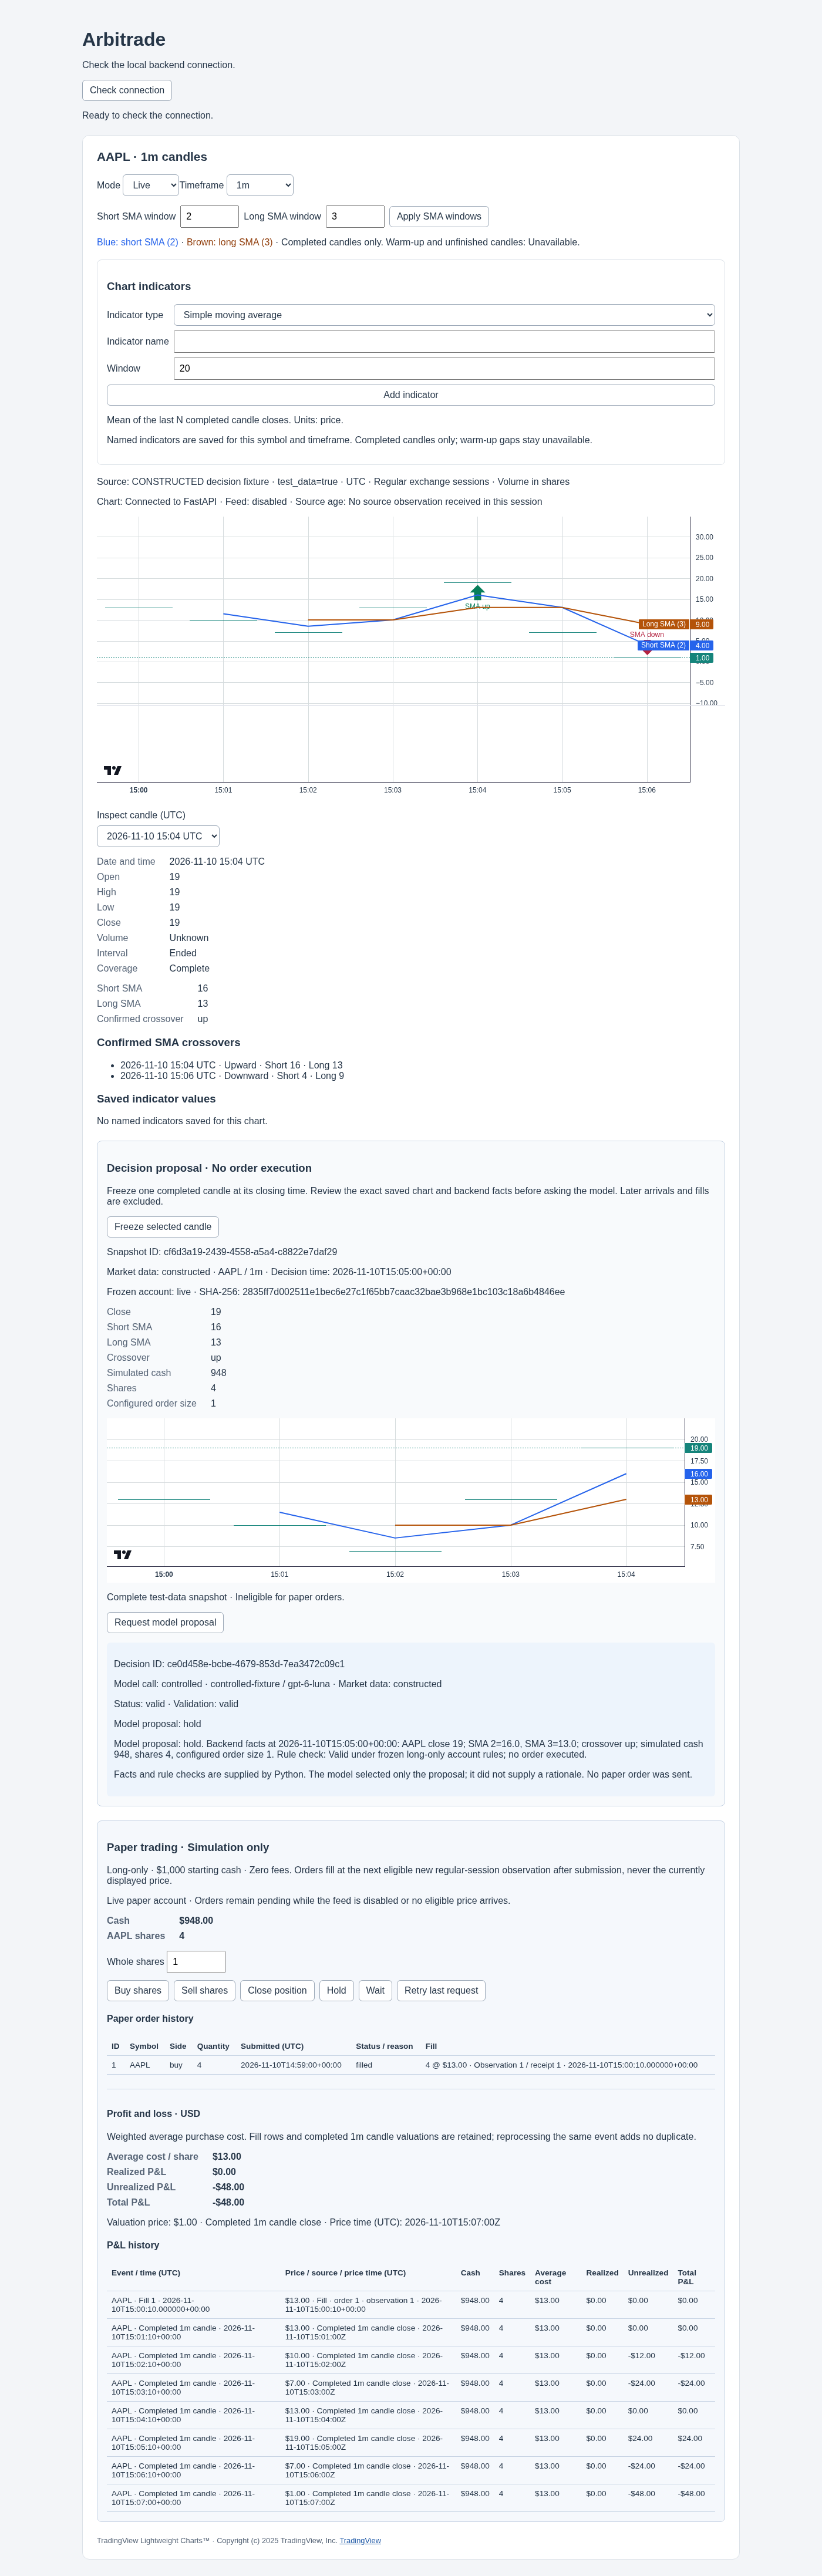 Arbitrade
Check the local backend connection.
Check connection
Ready to check the connection.
AAPL · 1m candles
Mode Live Timeframe 1m
Short SMA window 2 Long SMA window 3 Apply SMA windows
Blue: short SMA (2) · Brown: long SMA (3) · Completed candles only. Warm-up and unfinished candles: Unavailable.
Chart indicators
Indicator type Simple moving average
Indicator name
Window 20
Add indicator
Mean of the last N completed candle closes. Units: price.
Named indicators are saved for this symbol and timeframe. Completed candles only; warm-up gaps stay unavailable.
Source: CONSTRUCTED decision fixture · test_data=true · UTC · Regular exchange sessions · Volume in shares
Chart: Connected to FastAPI · Feed: disabled · Source age: No source observation received in this session
30.00
25.00
20.00
15.00
SMA up
Long SMA (3) 9.00
SMA down
Short SMA (2) 4.00
1.00
−5.00
−10.00
15:00 15:01 15:02 15:03 15:04 15:05 15:06
Inspect candle (UTC)
2026-11-10 15:04 UTC
Date and time 2026-11-10 15:04 UTC
Open 19
High 19
Low 19
Close 19
Volume Unknown
Interval Ended
Coverage Complete
Short SMA 16
Long SMA 13
Confirmed crossover up
Confirmed SMA crossovers
• 2026-11-10 15:04 UTC · Upward · Short 16 · Long 13
• 2026-11-10 15:06 UTC · Downward · Short 4 · Long 9
Saved indicator values
No named indicators saved for this chart.
Decision proposal · No order execution
Freeze one completed candle at its closing time. Review the exact saved chart and backend facts before asking the model. Later arrivals and fills
are excluded.
Freeze selected candle
Snapshot ID: cf6d3a19-2439-4558-a5a4-c8822e7daf29
Market data: constructed · AAPL / 1m · Decision time: 2026-11-10T15:05:00+00:00
Frozen account: live · SHA-256: 2835ff7d002511e1bec6e27c1f65bb7caac32bae3b968e1bc103c18a6b4846ee
Close 19
Short SMA 16
Long SMA 13
Crossover up
Simulated cash 948
Shares 4
Configured order size 1
20.00
19.00
17.50
16.00
15.00
13.00
10.00
7.50
15:00 15:01 15:02 15:03 15:04
Complete test-data snapshot · Ineligible for paper orders.
Request model proposal
Decision ID: ce0d458e-bcbe-4679-853d-7ea3472c09c1
Model call: controlled · controlled-fixture / gpt-6-luna · Market data: constructed
Status: valid · Validation: valid
Model proposal: hold
Model proposal: hold. Backend facts at 2026-11-10T15:05:00+00:00: AAPL close 19; SMA 2=16.0, SMA 3=13.0; crossover up; simulated cash
948, shares 4, configured order size 1. Rule check: Valid under frozen long-only account rules; no order executed.
Facts and rule checks are supplied by Python. The model selected only the proposal; it did not supply a rationale. No paper order was sent.
Paper trading · Simulation only
Long-only · $1,000 starting cash · Zero fees. Orders fill at the next eligible new regular-session observation after submission, never the currently
displayed price.
Live paper account · Orders remain pending while the feed is disabled or no eligible price arrives.
Cash $948.00
AAPL shares 4
Whole shares 1
Buy shares Sell shares Close position Hold Wait Retry last request
Paper order history
ID Symbol Side Quantity Submitted (UTC) Status / reason Fill
1 AAPL buy 4 2026-11-10T14:59:00+00:00 filled 4 @ $13.00 · Observation 1 / receipt 1 · 2026-11-10T15:00:10.000000+00:00
Profit and loss · USD
Weighted average purchase cost. Fill rows and completed 1m candle valuations are retained; reprocessing the same event adds no duplicate.
Average cost / share $13.00
Realized P&L $0.00
Unrealized P&L -$48.00
Total P&L -$48.00
Valuation price: $1.00 · Completed 1m candle close · Price time (UTC): 2026-11-10T15:07:00Z
P&L history
Event / time (UTC) Price / source / price time (UTC) Cash Shares Average cost Realized Unrealized Total P&L
AAPL · Fill 1 · 2026-11-10T15:00:10.000000+00:00 $13.00 · Fill · order 1 · observation 1 · 2026-11-10T15:00:10+00:00 $948.00 4 $13.00 $0.00 $0.00 $0.00
AAPL · Completed 1m candle · 2026-11-10T15:01:10+00:00 $13.00 · Completed 1m candle close · 2026-11-10T15:01:00Z $948.00 4 $13.00 $0.00 $0.00 $0.00
AAPL · Completed 1m candle · 2026-11-10T15:02:10+00:00 $10.00 · Completed 1m candle close · 2026-11-10T15:02:00Z $948.00 4 $13.00 $0.00 -$12.00 -$12.00
AAPL · Completed 1m candle · 2026-11-10T15:03:10+00:00 $7.00 · Completed 1m candle close · 2026-11-10T15:03:00Z $948.00 4 $13.00 $0.00 -$24.00 -$24.00
AAPL · Completed 1m candle · 2026-11-10T15:04:10+00:00 $13.00 · Completed 1m candle close · 2026-11-10T15:04:00Z $948.00 4 $13.00 $0.00 $0.00 $0.00
AAPL · Completed 1m candle · 2026-11-10T15:05:10+00:00 $19.00 · Completed 1m candle close · 2026-11-10T15:05:00Z $948.00 4 $13.00 $0.00 $24.00 $24.00
AAPL · Completed 1m candle · 2026-11-10T15:06:10+00:00 $7.00 · Completed 1m candle close · 2026-11-10T15:06:00Z $948.00 4 $13.00 $0.00 -$24.00 -$24.00
AAPL · Completed 1m candle · 2026-11-10T15:07:00+00:00 $1.00 · Completed 1m candle close · 2026-11-10T15:07:00Z $948.00 4 $13.00 $0.00 -$48.00 -$48.00
TradingView Lightweight Charts™ · Copyright (c) 2025 TradingView, Inc. TradingView